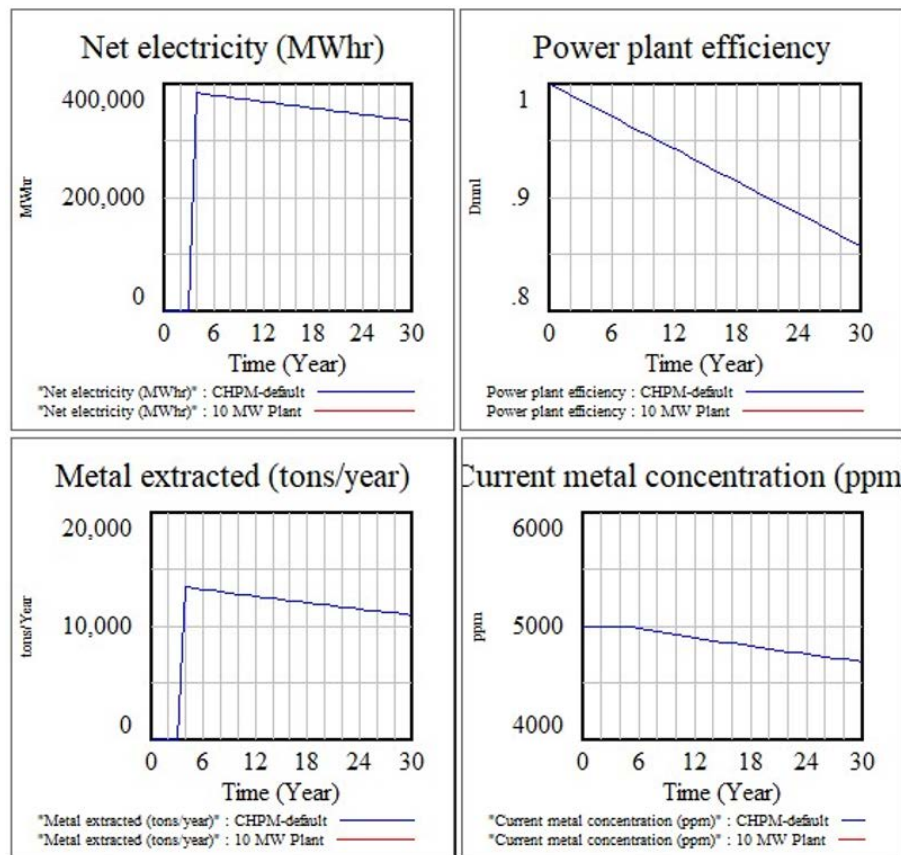 Net electricity (MWhr)
400,000
200,000
0
MWhr
0 6 12 18 24 30
Time (Year)
"Net electricity (MWhr)" : CHPM-default
"Net electricity (MWhr)" : 10 MW Plant
Power plant efficiency
1
.9
.8
Dmnl
0 6 12 18 24 30
Time (Year)
Power plant efficiency : CHPM-default
Power plant efficiency : 10 MW Plant
Metal extracted (tons/year)
20,000
10,000
0
tons/Year
0 6 12 18 24 30
Time (Year)
"Metal extracted (tons/year)" : CHPM-default
"Metal extracted (tons/year)" : 10 MW Plant
Current metal concentration (ppm
6000
5000
4000
ppm
0 6 12 18 24 30
Time (Year)
"Current metal concentration (ppm)" : CHPM-default
"Current metal concentration (ppm)" : 10 MW Plant